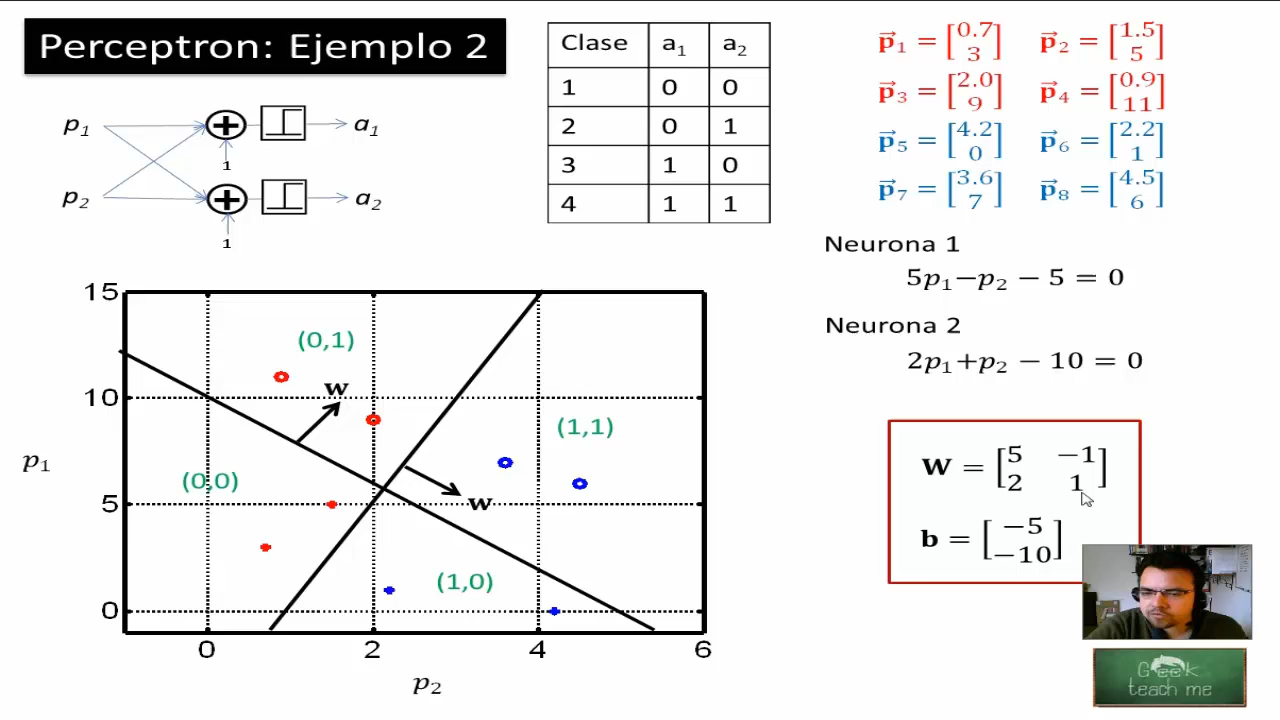 Perceptron: Ejemplo 2
p₁
p₂
1
1
a₁
a₂
Clase a₁ a₂
1 0 0
2 0 1
3 1 0
4 1 1
p⃗₁ = [0.7 3] p⃗₂ = [1.5 5]
p⃗₃ = [2.0 9] p⃗₄ = [0.9 11]
p⃗₅ = [4.2 0] p⃗₆ = [2.2 1]
p⃗₇ = [3.6 7] p⃗₈ = [4.5 6]
Neurona 1
5p₁−p₂ − 5 = 0
Neurona 2
2p₁+p₂ − 10 = 0
W = [5 −1
2 1]
b = [−5
−10]
15
10
5
0
0 2 4 6
p₁
p₂
(0,1)
w
(1,1)
(0,0)
w
(1,0)
Geek
teach me